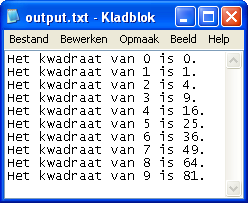 output.txt - Kladblok
Bestand Bewerken Opmaak Beeld Help
Het kwadraat van 0 is 0.
Het kwadraat van 1 is 1.
Het kwadraat van 2 is 4.
Het kwadraat van 3 is 9.
Het kwadraat van 4 is 16.
Het kwadraat van 5 is 25.
Het kwadraat van 6 is 36.
Het kwadraat van 7 is 49.
Het kwadraat van 8 is 64.
Het kwadraat van 9 is 81.